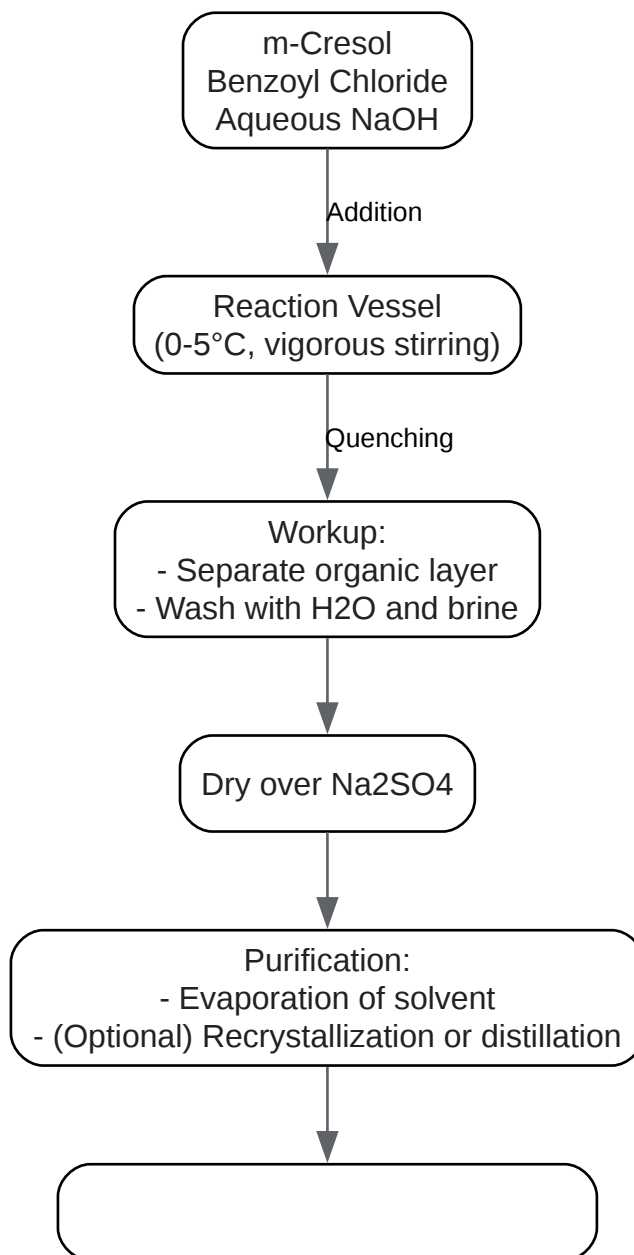 m-Cresol
Benzoyl Chloride
Aqueous NaOH
Addition
Reaction Vessel
(0-5°C, vigorous stirring)
Quenching
Workup:
- Separate organic layer
- Wash with H2O and brine
Dry over Na2SO4
Purification:
- Evaporation of solvent
- (Optional) Recrystallization or distillation